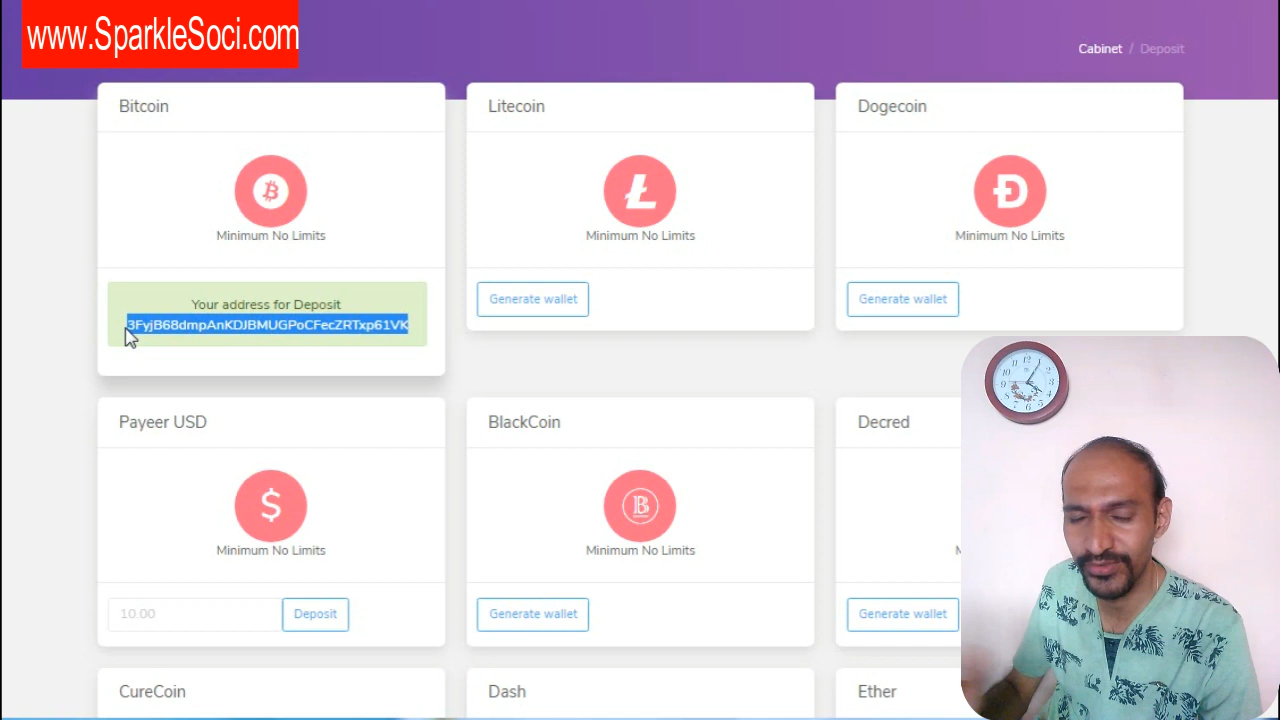 www.SparkleSoci.com
Cabinet / Deposit
Bitcoin
Minimum No Limits
Your address for Deposit
3FyjB68dmpAnKDJBMUGPoCFecZRTxp61VK
Litecoin
Minimum No Limits
Generate wallet
Dogecoin
Minimum No Limits
Generate wallet
Payeer USD
Minimum No Limits
10.00
Deposit
BlackCoin
Minimum No Limits
Generate wallet
Decred
Generate wallet
CureCoin
Dash
Ether